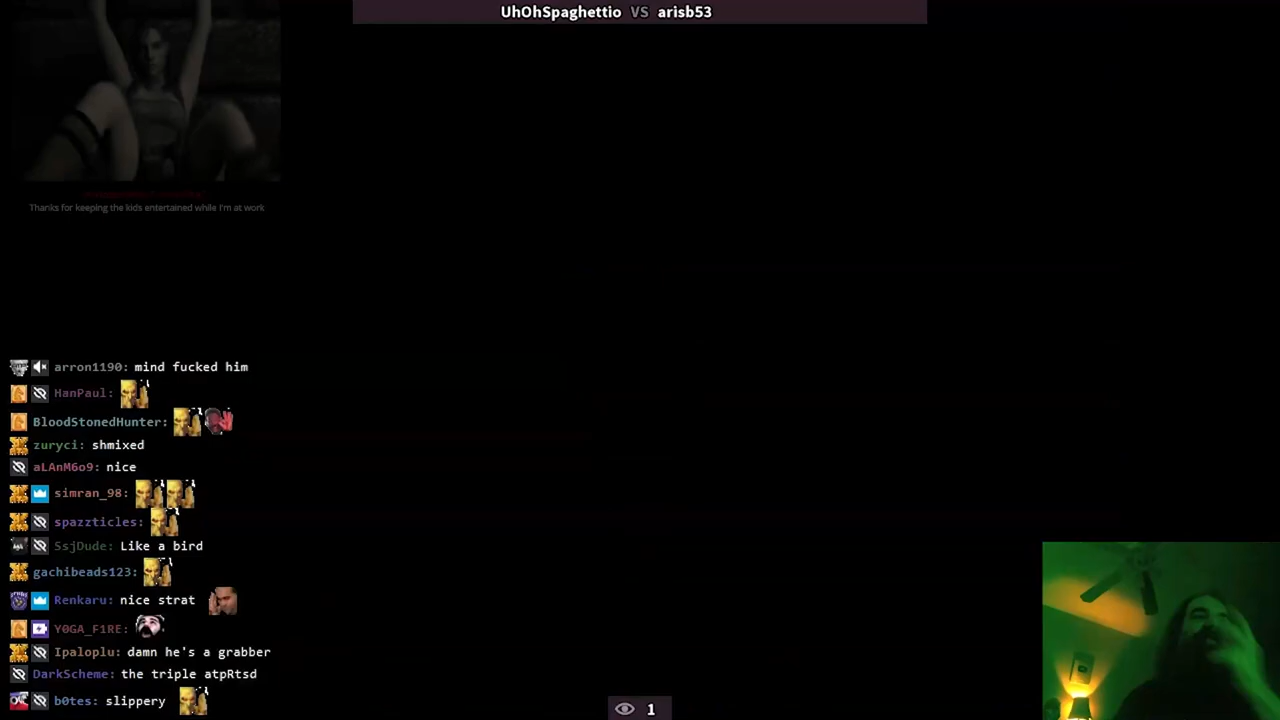 UhOhSpaghettio VS arisb53
Thanks for keeping the kids entertained while I'm at work
arron1190: mind fucked him
HanPaul:
BloodStonedHunter:
zuryci: shmixed
aLAnM6o9: nice
simran_98:
spazzticles:
SsjDude: Like a bird
gachibeads123:
Renkaru: nice strat
Y0GA_F1RE:
Ipaloplu: damn he's a grabber
DarkScheme: the triple atpRtsd
b0tes: slippery
1